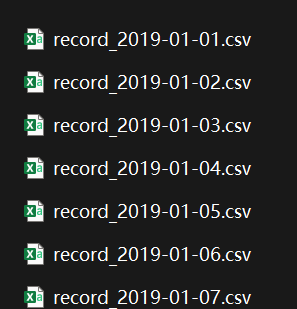 record_2019-01-01.csv
record_2019-01-02.csv
record_2019-01-03.csv
record_2019-01-04.csv
record_2019-01-05.csv
record_2019-01-06.csv
record_2019-01-07.csv